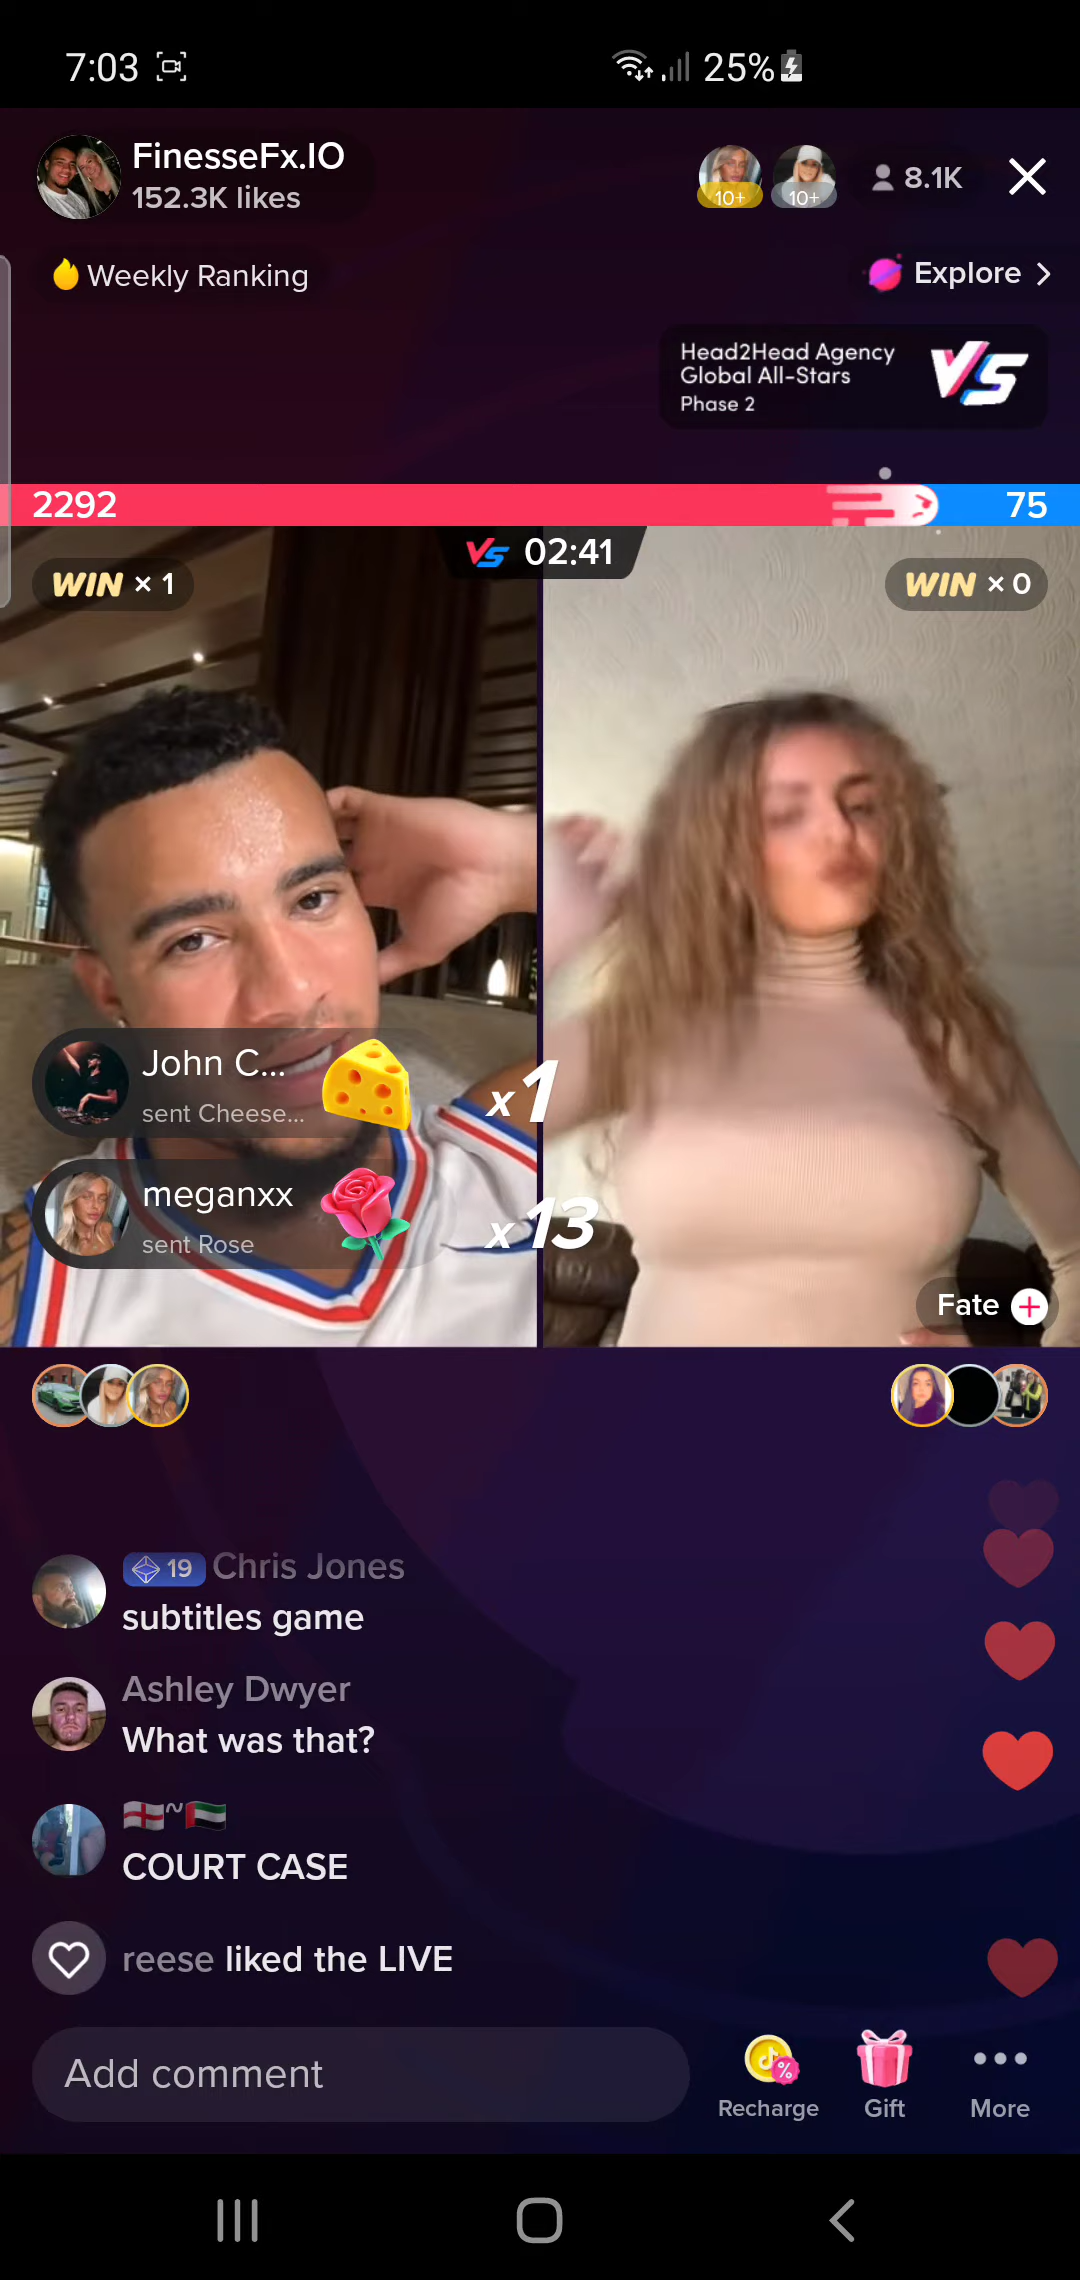 7:03
25%
FinesseFx.IO
152.3K likes
10+
10+
8.1K
Weekly Ranking
Explore
Head2Head Agency
Global All-Stars
Phase 2
VS
2292
75
VS 02:41
WIN × 1
WIN × 0
John C...
sent Cheese...
x1
meganxx
sent Rose
x13
Fate
19 Chris Jones
subtitles game
Ashley Dwyer
What was that?
~
COURT CASE
reese liked the LIVE
Add comment
Recharge
Gift
More